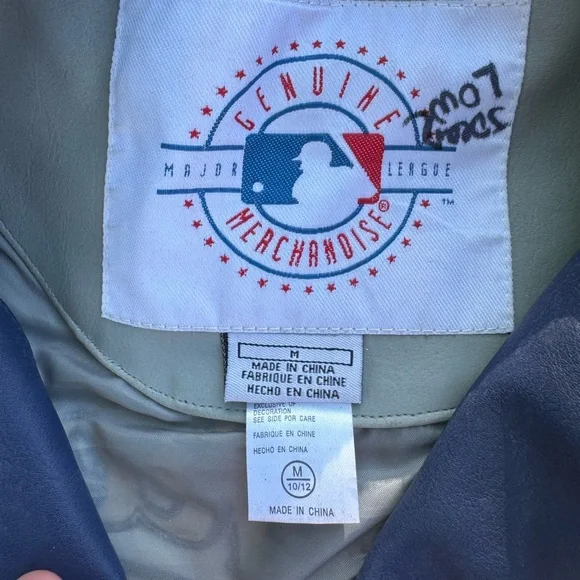 GENUINE
MAJOR LEAGUE
MERCHANDISE®
™
LOWE
M
MADE IN CHINA
FABRIQUE EN CHINE
HECHO EN CHINA
EXCLUSIVE OF
DECORATION
SEE SIDE FOR CARE
FABRIQUE EN CHINE
HECHO EN CHINA
M
10/12
MADE IN CHINA